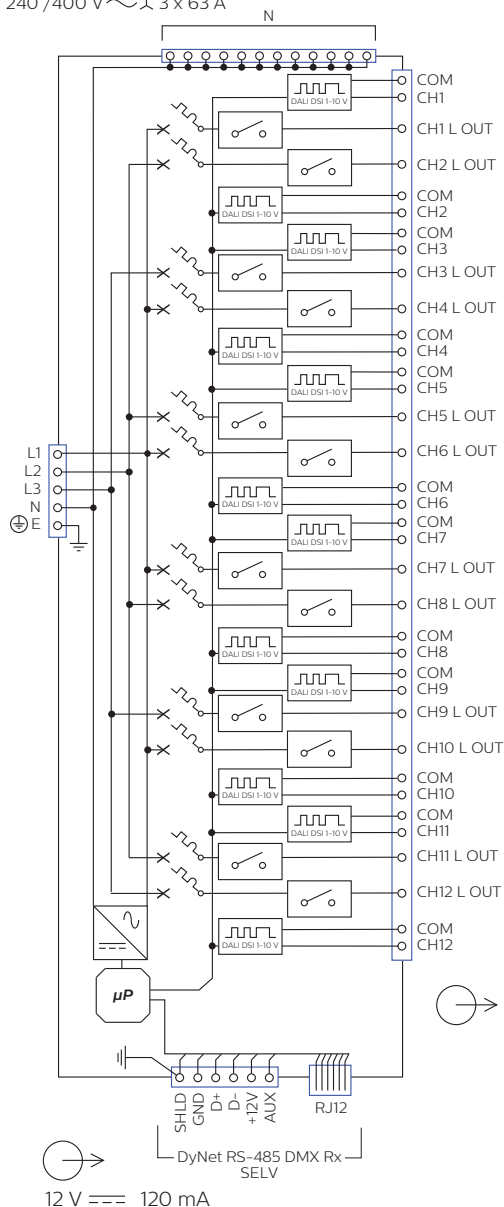 240 /400 V 3 x 63 A
N
DALI DSI 1-10 V
COM
CH1
CH1 L OUT
CH2 L OUT
DALI DSI 1-10 V
COM
CH2
DALI DSI 1-10 V
COM
CH3
CH3 L OUT
CH4 L OUT
DALI DSI 1-10 V
COM
CH4
DALI DSI 1-10 V
COM
CH5
CH5 L OUT
L1
CH6 L OUT
L2
L3
DALI DSI 1-10 V
COM
CH6
N
E
DALI DSI 1-10 V
COM
CH7
CH7 L OUT
CH8 L OUT
DALI DSI 1-10 V
COM
CH8
DALI DSI 1-10 V
COM
CH9
CH9 L OUT
CH10 L OUT
DALI DSI 1-10 V
COM
CH10
DALI DSI 1-10 V
COM
CH11
CH11 L OUT
CH12 L OUT
DALI DSI 1-10 V
COM
CH12
µP
SHLD
GND
D+
D-
+12V
AUX
RJ12
DyNet RS-485 DMX Rx
SELV
12 V 120 mA